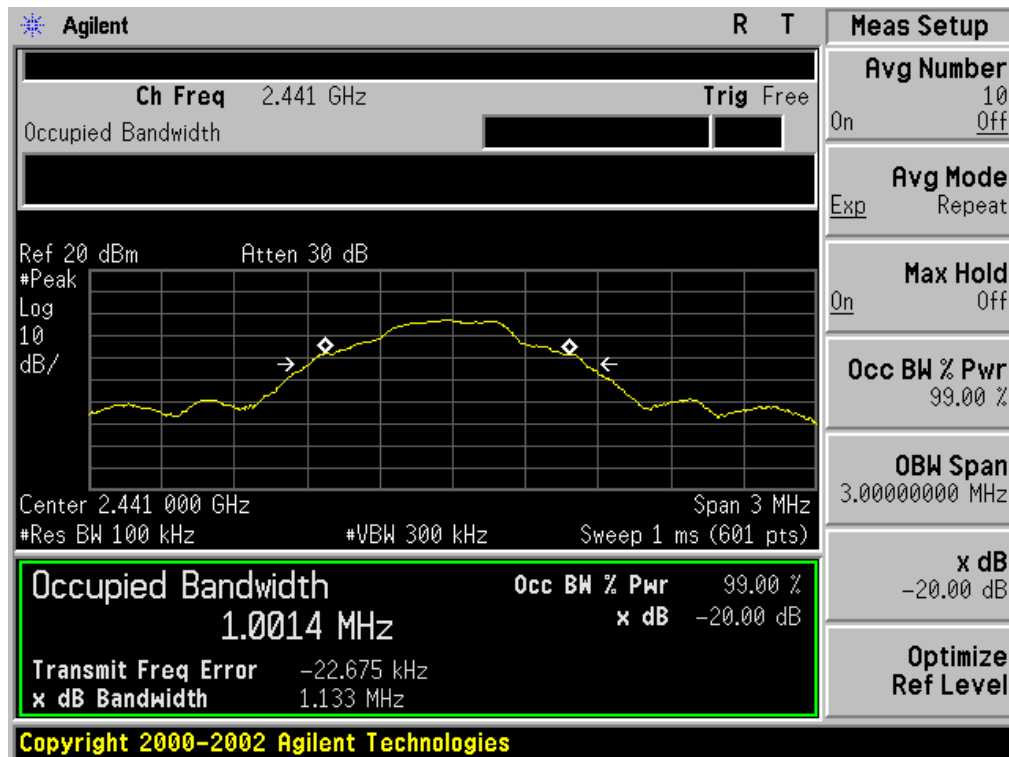 Agilent R T Meas Setup
Ch Freq 2.441 GHz Trig Free
Occupied Bandwidth
Ref 20 dBm Atten 30 dB
#Peak
Log
10
dB/
Center 2.441 000 GHz Span 3 MHz
#Res BW 100 kHz #VBW 300 kHz Sweep 1 ms (601 pts)
Occupied Bandwidth Occ BW % Pwr 99.00 %
1.0014 MHz x dB -20.00 dB
Transmit Freq Error -22.675 kHz
x dB Bandwidth 1.133 MHz
Copyright 2000-2002 Agilent Technologies
Avg Number
10
On Off
Avg Mode
Exp Repeat
Max Hold
On Off
Occ BW % Pwr
99.00 %
OBW Span
3.00000000 MHz
x dB
-20.00 dB
Optimize
Ref Level